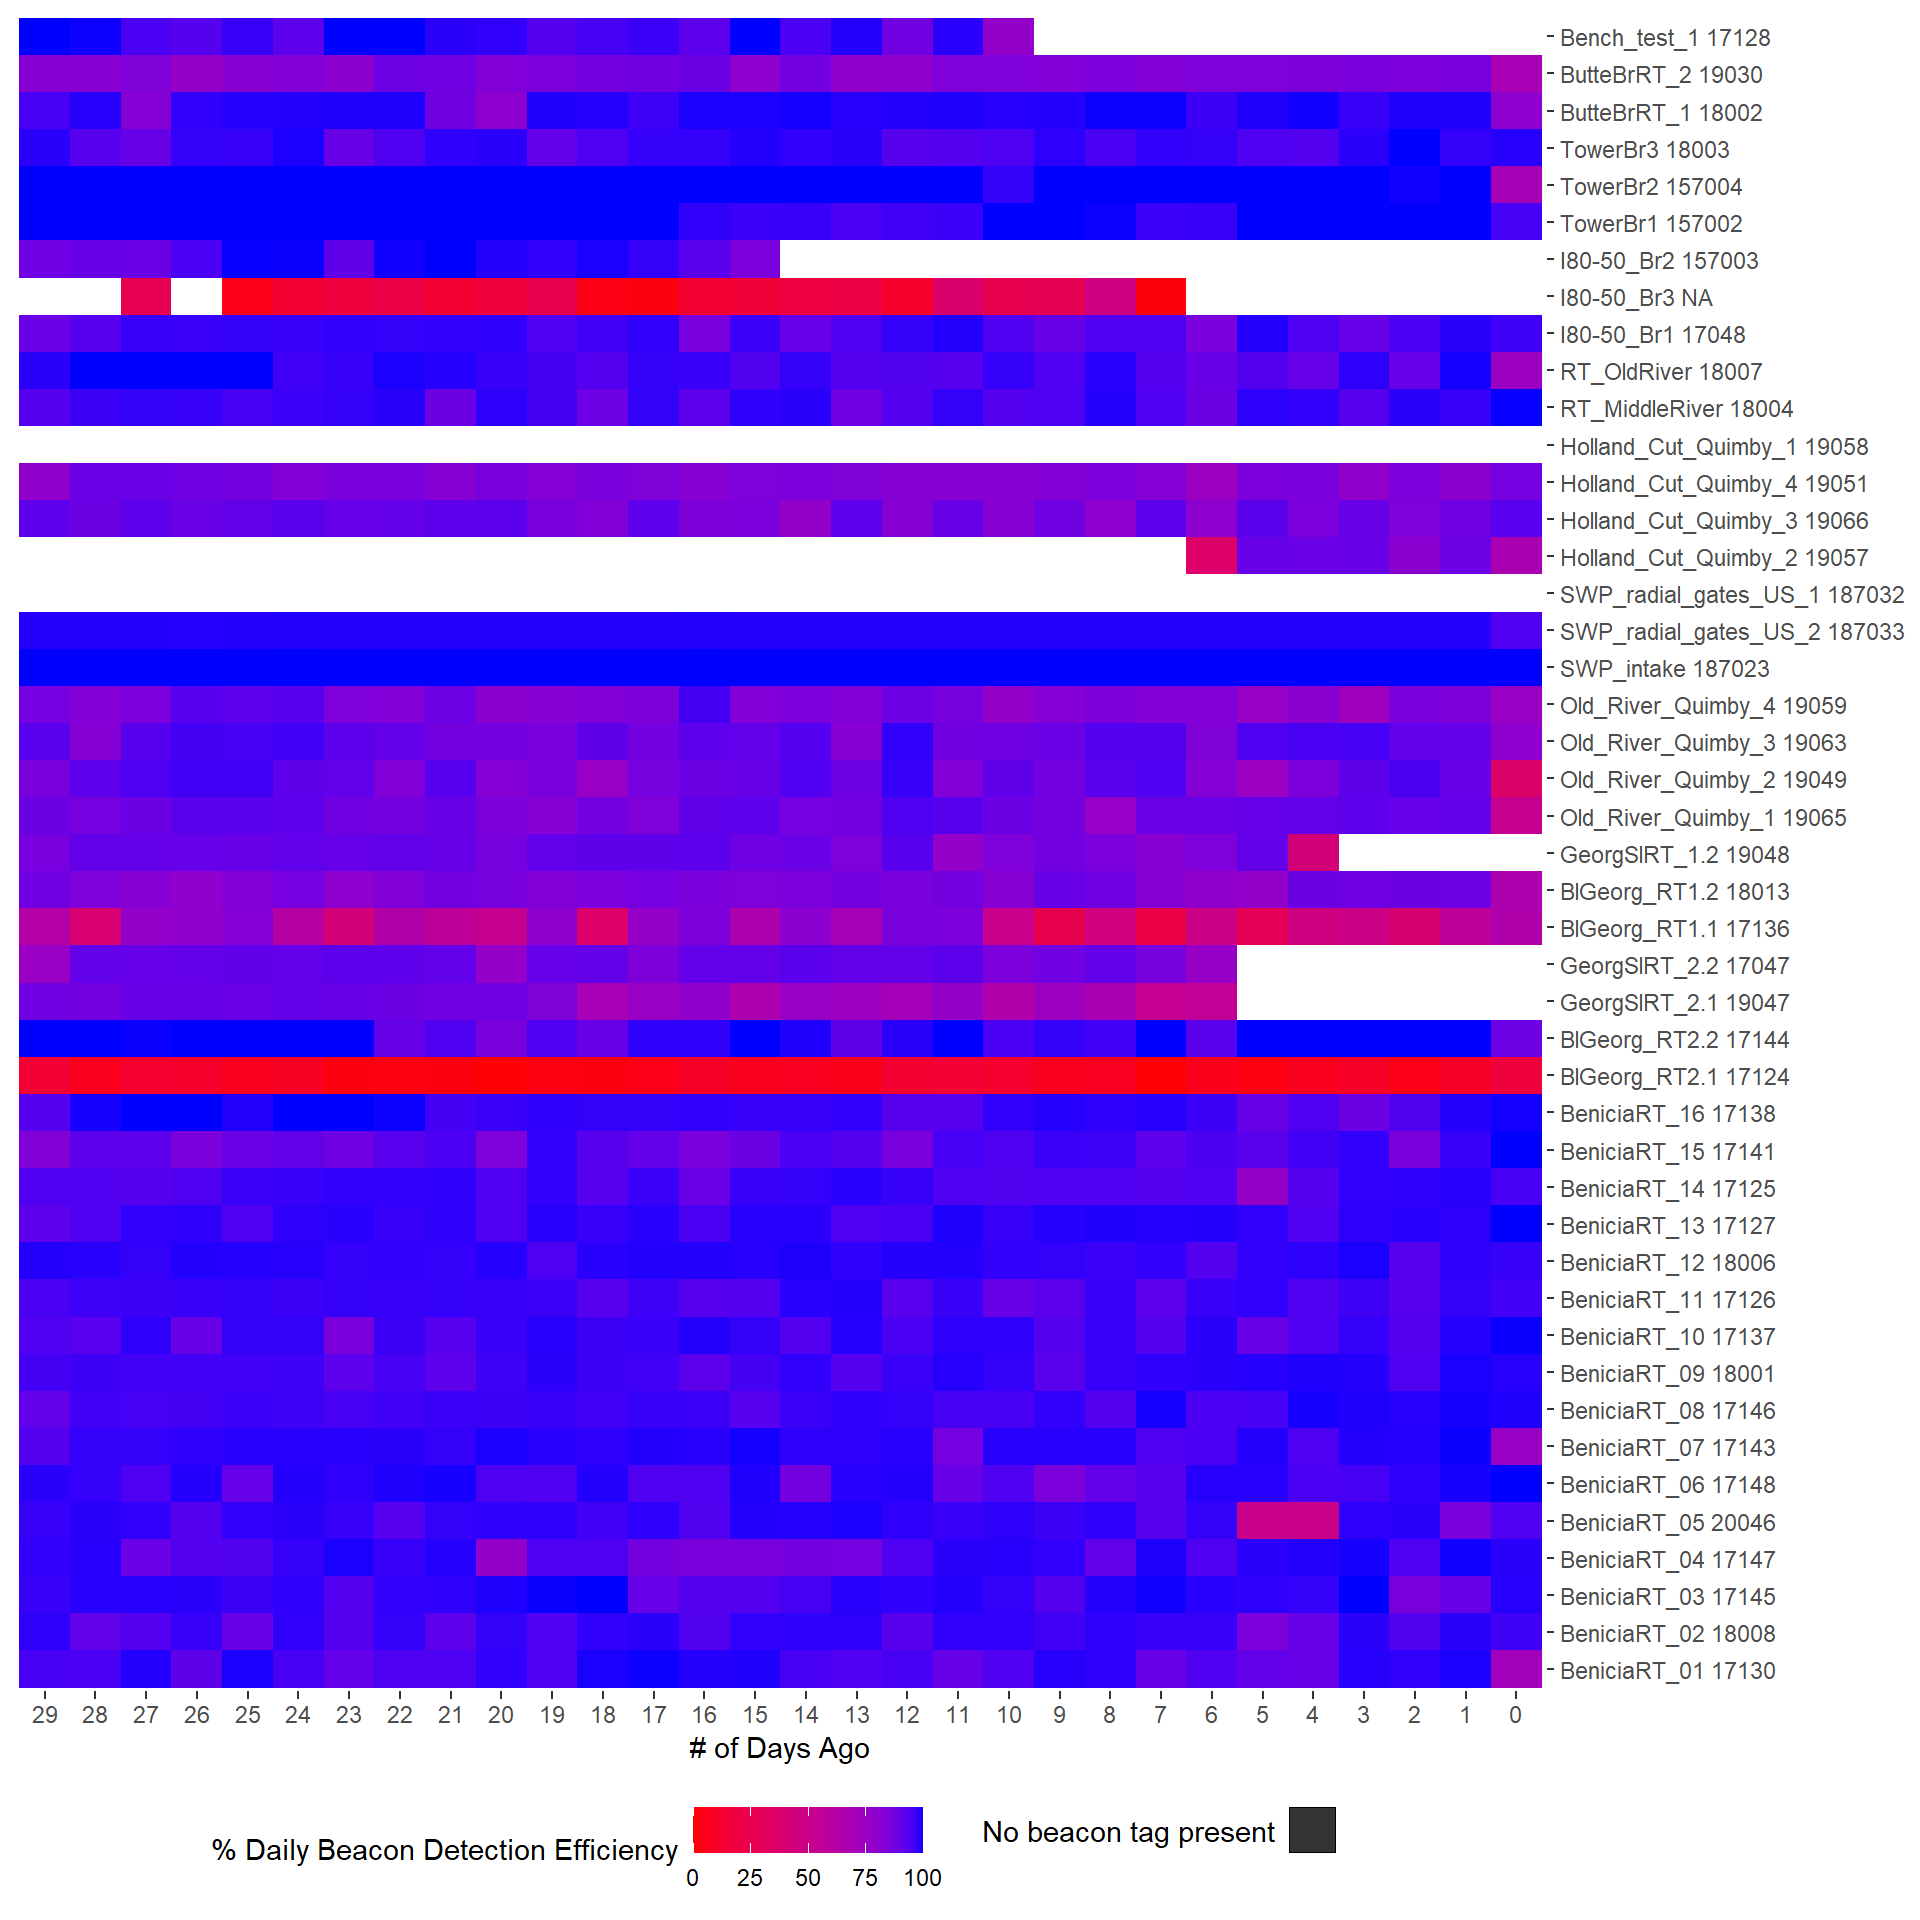 Bench_test_1 17128
ButteBrRT_2 19030
ButteBrRT_1 18002
TowerBr3 18003
TowerBr2 157004
TowerBr1 157002
I80-50_Br2 157003
I80-50_Br3 NA
I80-50_Br1 17048
RT_OldRiver 18007
RT_MiddleRiver 18004
Holland_Cut_Quimby_1 19058
Holland_Cut_Quimby_4 19051
Holland_Cut_Quimby_3 19066
Holland_Cut_Quimby_2 19057
SWP_radial_gates_US_1 187032
SWP_radial_gates_US_2 187033
SWP_intake 187023
Old_River_Quimby_4 19059
Old_River_Quimby_3 19063
Old_River_Quimby_2 19049
Old_River_Quimby_1 19065
GeorgSlRT_1.2 19048
BlGeorg_RT1.2 18013
BlGeorg_RT1.1 17136
GeorgSlRT_2.2 17047
GeorgSlRT_2.1 19047
BlGeorg_RT2.2 17144
BlGeorg_RT2.1 17124
BeniciaRT_16 17138
BeniciaRT_15 17141
BeniciaRT_14 17125
BeniciaRT_13 17127
BeniciaRT_12 18006
BeniciaRT_11 17126
BeniciaRT_10 17137
BeniciaRT_09 18001
BeniciaRT_08 17146
BeniciaRT_07 17143
BeniciaRT_06 17148
BeniciaRT_05 20046
BeniciaRT_04 17147
BeniciaRT_03 17145
BeniciaRT_02 18008
BeniciaRT_01 17130
29 28 27 26 25 24 23 22 21 20 19 18 17 16 15 14 13 12 11 10 9 8 7 6 5 4 3 2 1 0
# of Days Ago
% Daily Beacon Detection Efficiency
0 25 50 75 100
No beacon tag present